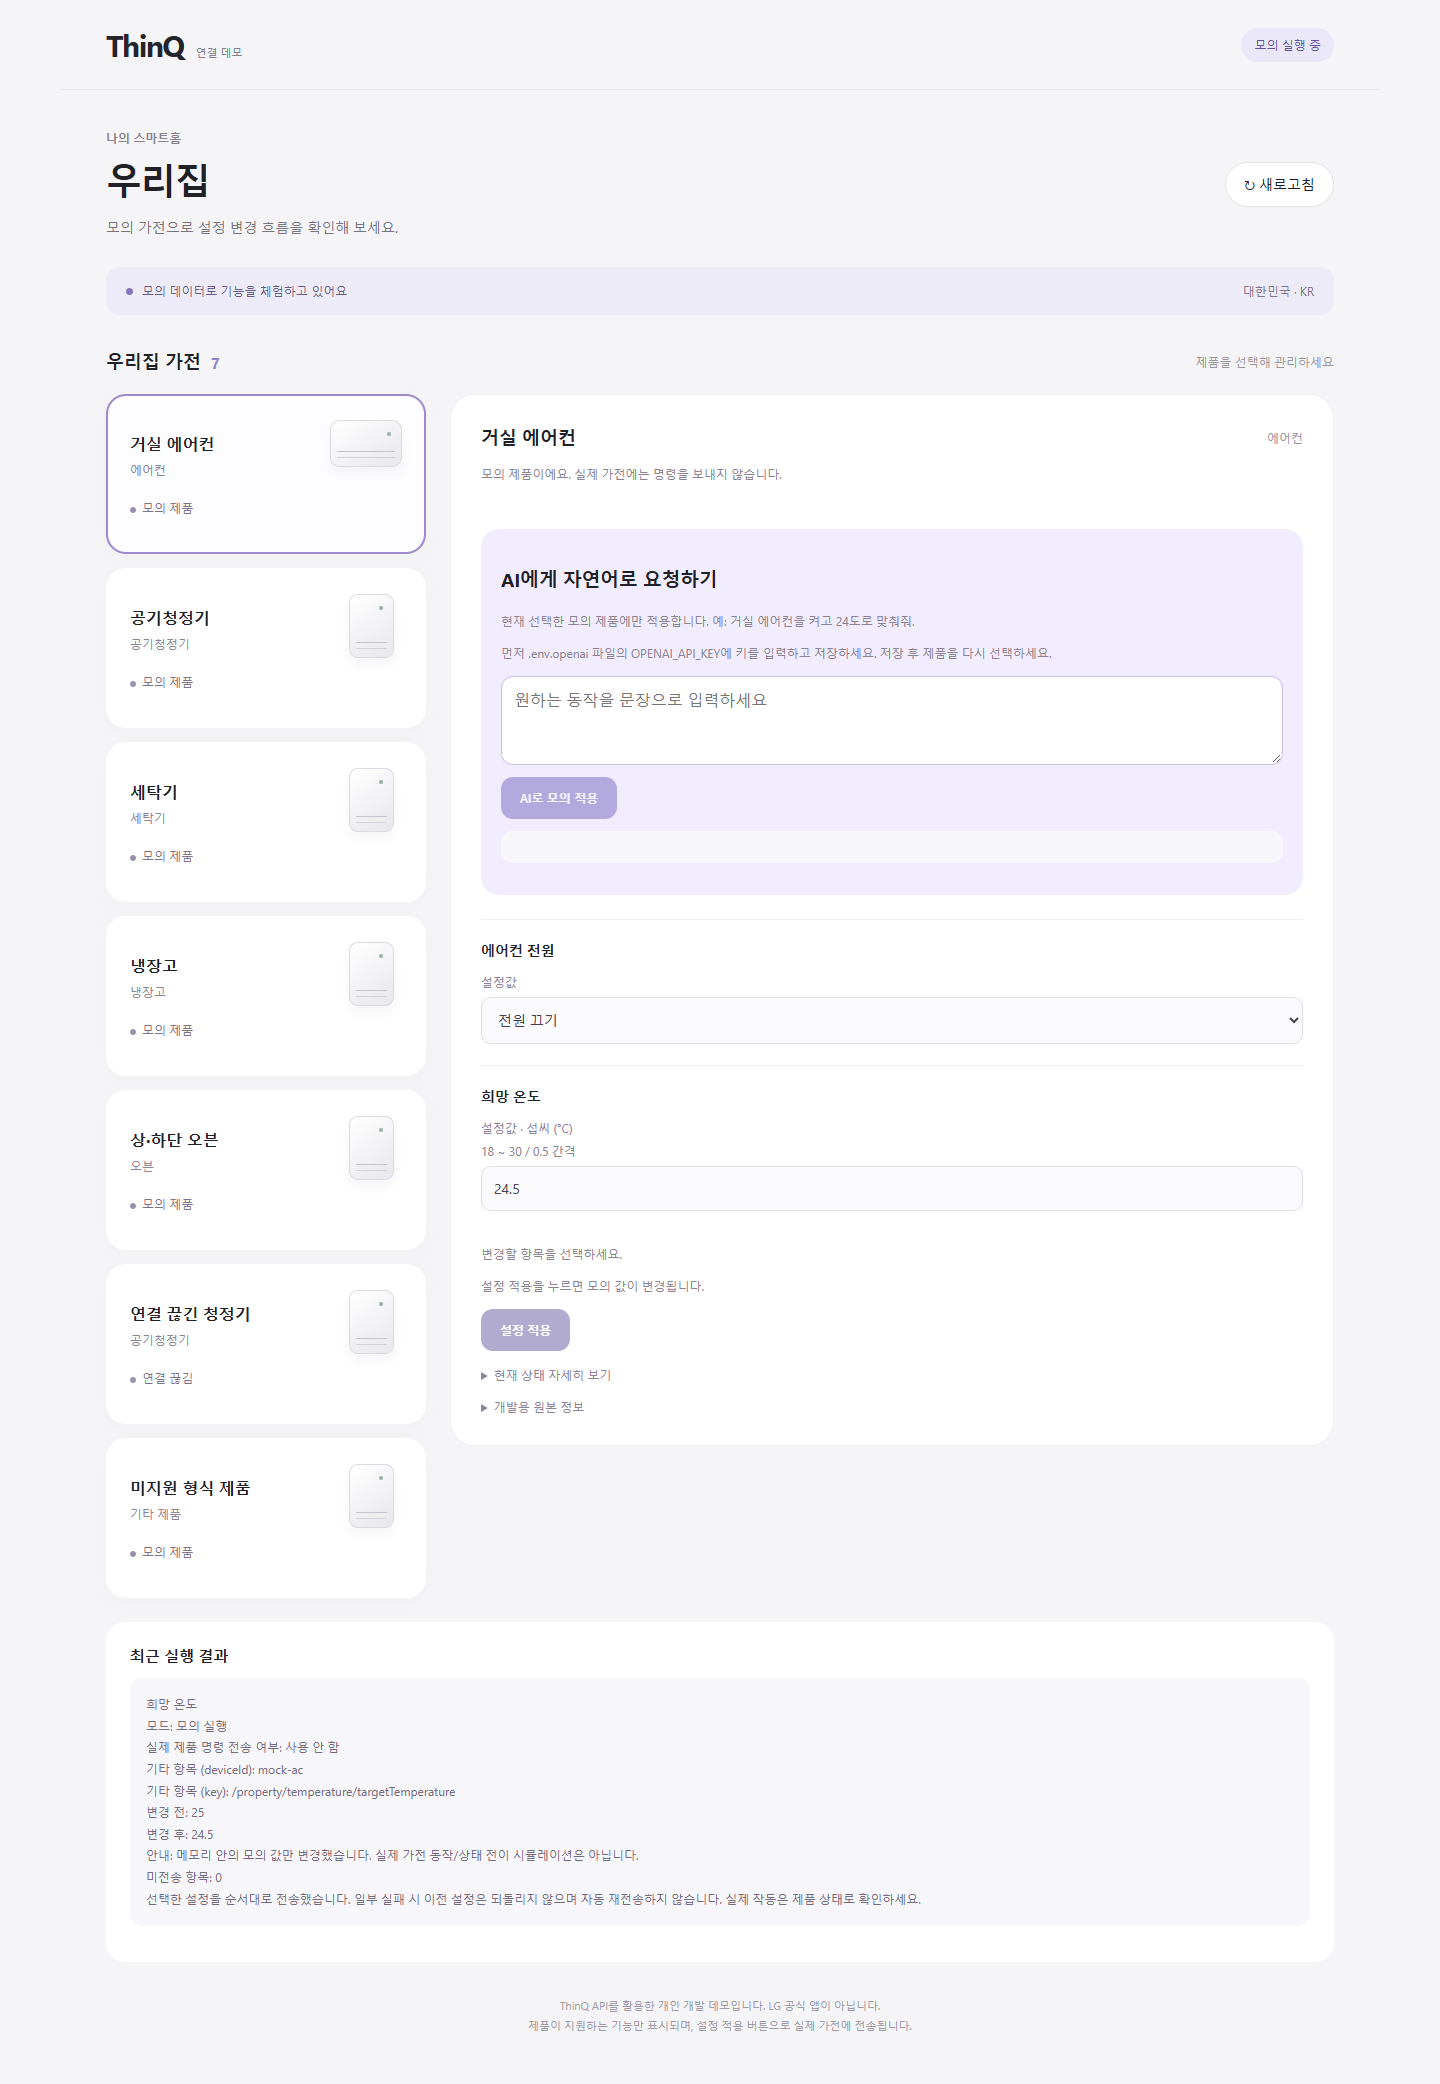 ThinQ 연결 데모
모의 실행 중
나의 스마트홈
우리집
↻ 새로고침
모의 가전으로 설정 변경 흐름을 확인해 보세요.
모의 데이터로 기능을 체험하고 있어요
대한민국 · KR
우리집 가전 7
제품을 선택해 관리하세요
거실 에어컨
에어컨
모의 제품
공기청정기
공기청정기
모의 제품
세탁기
세탁기
모의 제품
냉장고
냉장고
모의 제품
상·하단 오븐
오븐
모의 제품
연결 끊긴 청정기
공기청정기
연결 끊김
미지원 형식 제품
기타 제품
모의 제품
거실 에어컨
에어컨
모의 제품이에요. 실제 가전에는 명령을 보내지 않습니다.
AI에게 자연어로 요청하기
현재 선택한 모의 제품에만 적용합니다. 예: 거실 에어컨을 켜고 24도로 맞춰줘.
먼저 .env.openai 파일의 OPENAI_API_KEY에 키를 입력하고 저장하세요. 저장 후 제품을 다시 선택하세요.
원하는 동작을 문장으로 입력하세요
AI로 모의 적용
에어컨 전원
설정값
전원 끄기
희망 온도
설정값 · 섭씨 (°C)
18 ~ 30 / 0.5 간격
24.5
변경할 항목을 선택하세요.
설정 적용을 누르면 모의 값이 변경됩니다.
설정 적용
▶ 현재 상태 자세히 보기
▶ 개발용 원본 정보
최근 실행 결과
희망 온도
모드: 모의 실행
실제 제품 명령 전송 여부: 사용 안 함
기타 항목 (deviceId): mock-ac
기타 항목 (key): /property/temperature/targetTemperature
변경 전: 25
변경 후: 24.5
안내: 메모리 안의 모의 값만 변경했습니다. 실제 가전 동작/상태 전이 시뮬레이션은 아닙니다.
미전송 항목: 0
선택한 설정을 순서대로 전송했습니다. 일부 실패 시 이전 설정은 되돌리지 않으며 자동 재전송하지 않습니다. 실제 작동은 제품 상태로 확인하세요.
ThinQ API를 활용한 개인 개발 데모입니다. LG 공식 앱이 아닙니다.
제품이 지원하는 기능만 표시되며, 설정 적용 버튼으로 실제 가전에 전송됩니다.